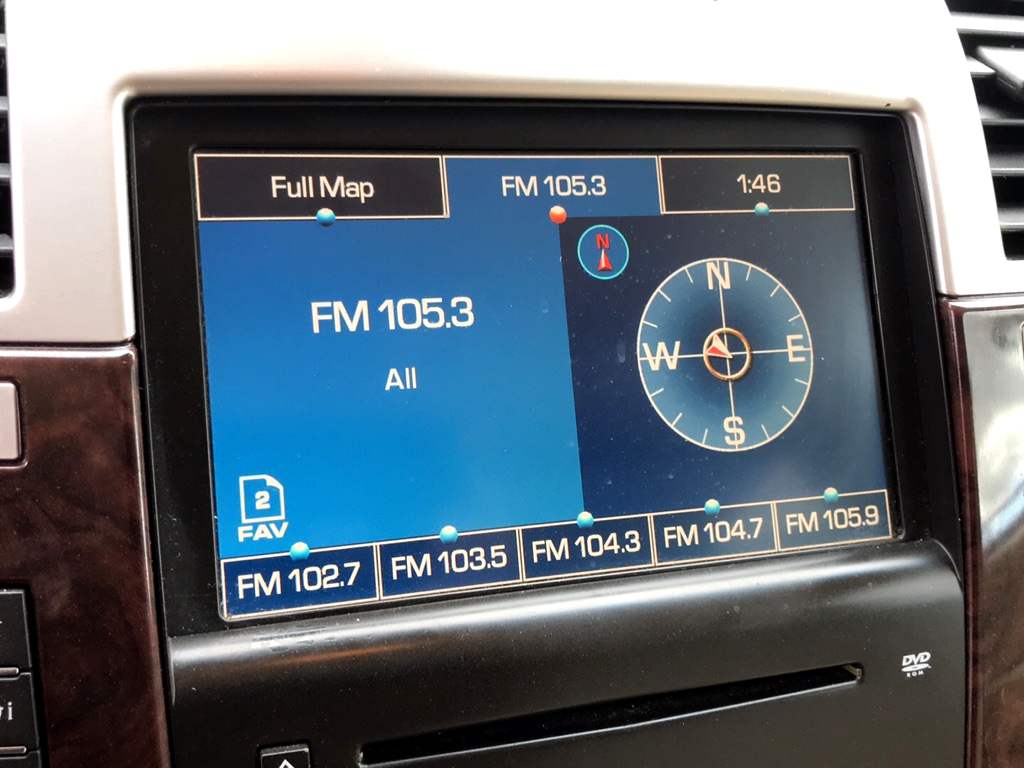 Full Map
FM 105.3
1:46
FM 105.3
All
N
N
W
E
S
2
FAV
FM 102.7
FM 103.5
FM 104.3
FM 104.7
FM 105.9
DVD
ROM